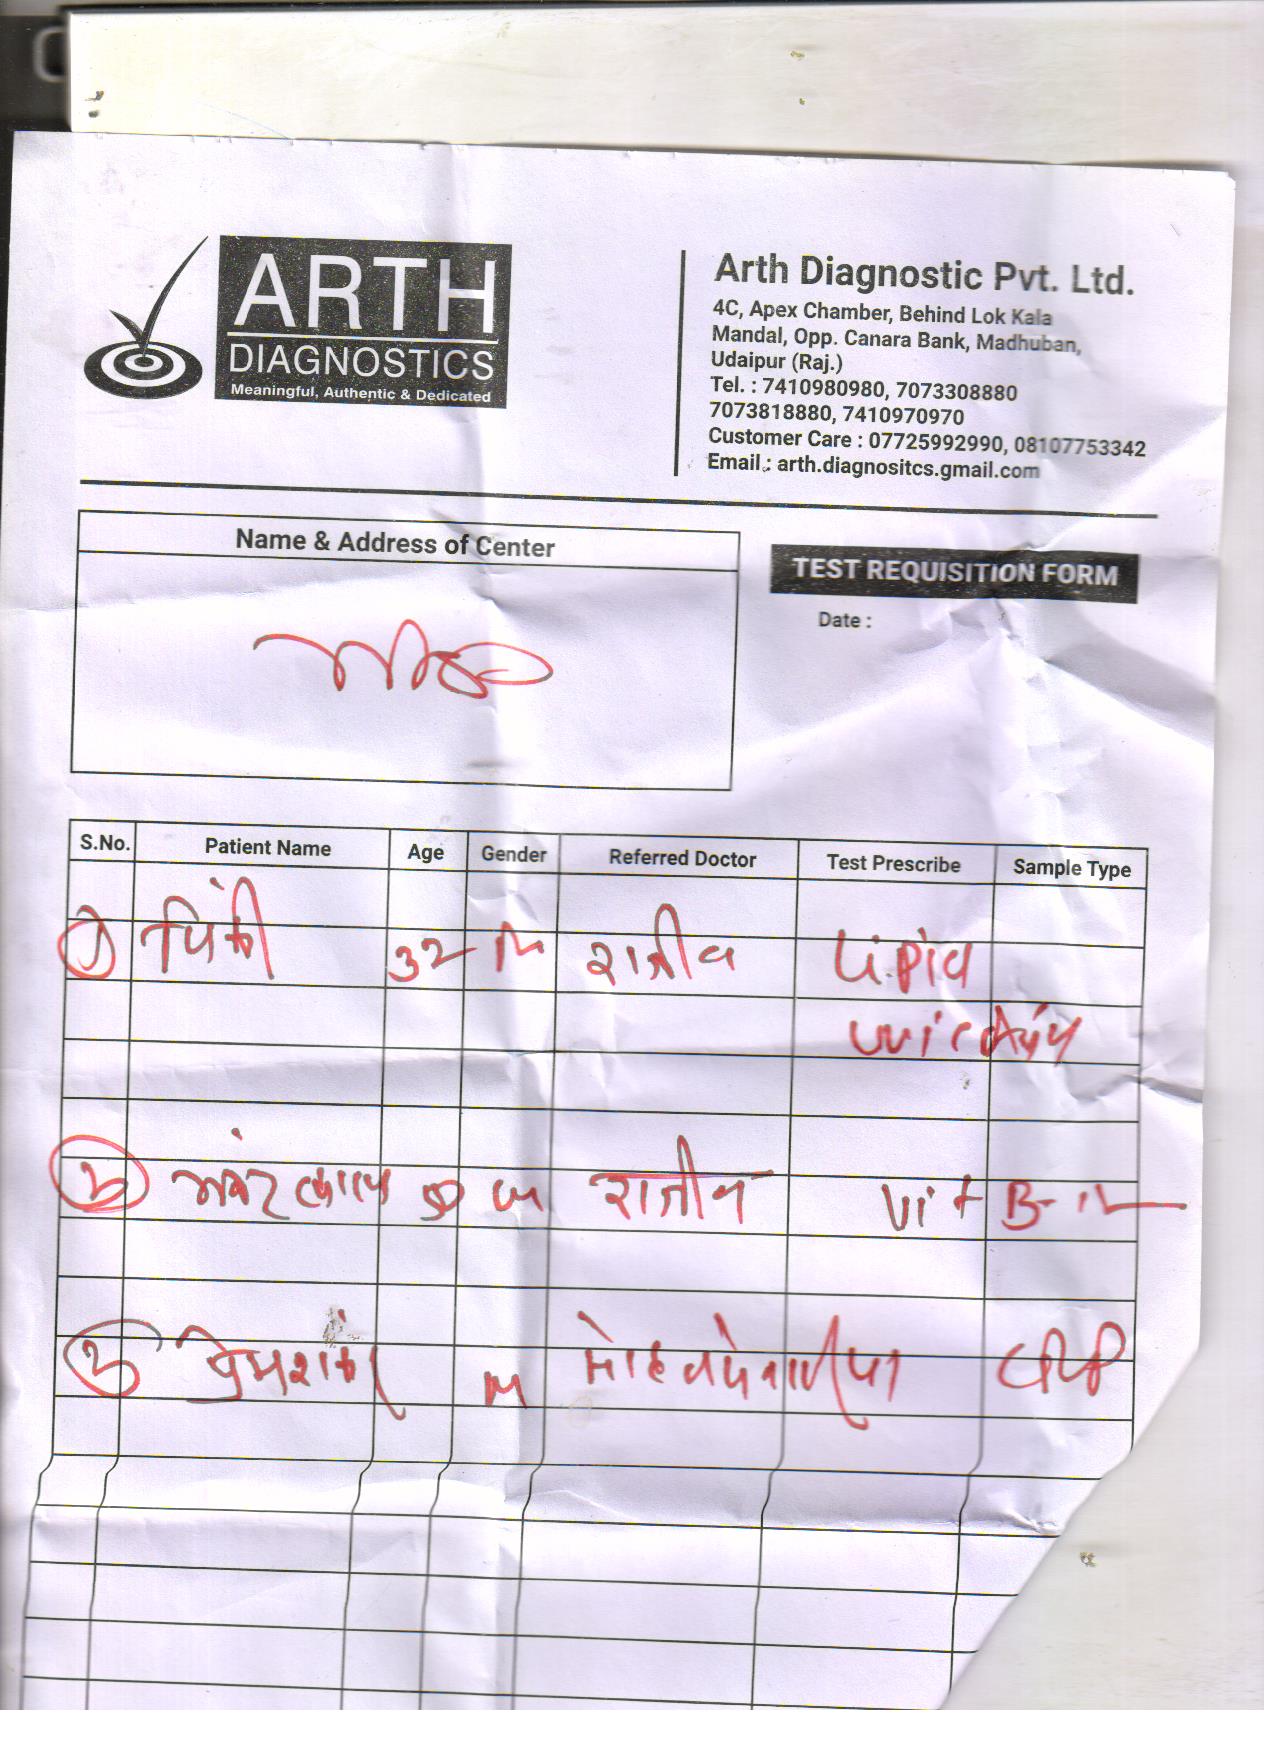 ARTH
DIAGNOSTICS
Meaningful, Authentic & Dedicated
Arth Diagnostic Pvt. Ltd.
4C, Apex Chamber, Behind Lok Kala
Mandal, Opp. Canara Bank, Madhuban,
Udaipur (Raj.)
Tel. : 7410980980, 7073308880
7073818880, 7410970970
Customer Care : 07725992990, 08107753342
Email : arth.diagnositcs.gmail.com
Name & Address of Center
TEST REQUISITION FORM
Date :
S.No. Patient Name Age Gender Referred Doctor Test Prescribe Sample Type
32 M राजीव Lipid
M राजीव Vit B-12
3 M